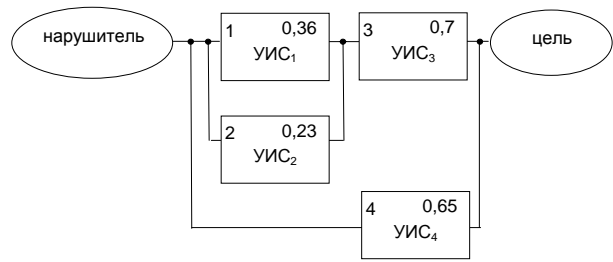 нарушитель
1 0,36
УИС₁
3 0,7
УИС₃
цель
2 0,23
УИС₂
4 0,65
УИС₄